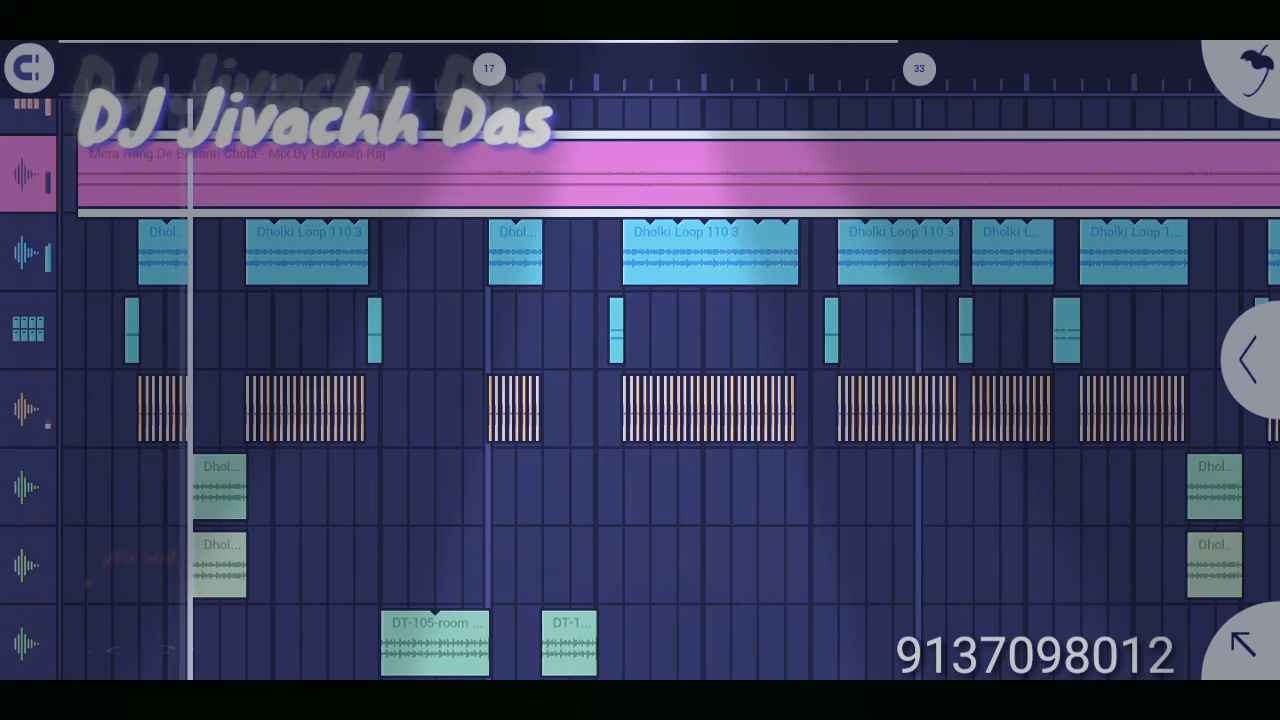 17
33
DJ Jivachh Das
Mera Rang De Basanti Chola - Mix By Randeep Raj
Dhol
Dholki Loop 110 3
Dhol...
Dholki Loop 110 3
Dholki Loop 110 3
Dholki L...
Dholki Loop 1...
Dhol...
Dhol...
Dhol...
Dhol...
DT-105-room ...
DT-1...
9137098012